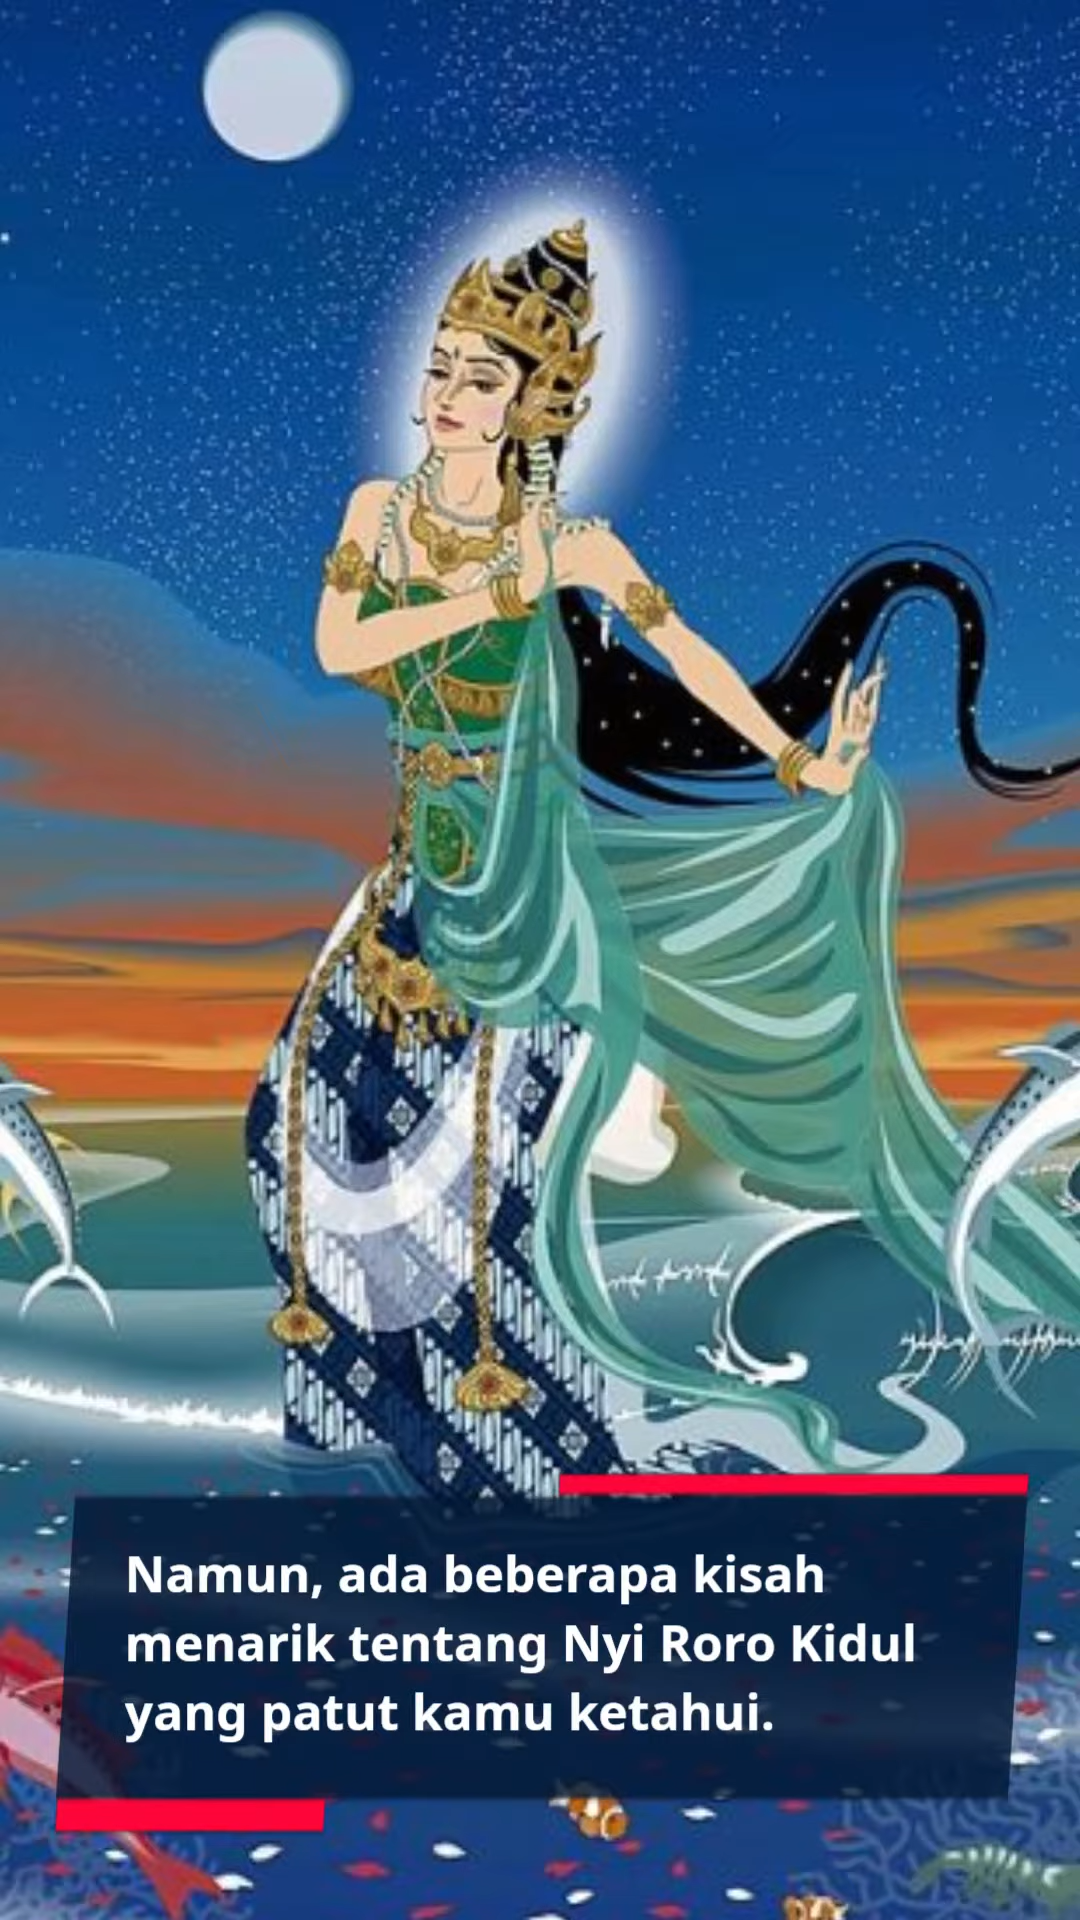 Namun, ada beberapa kisah
menarik tentang Nyi Roro Kidul
yang patut kamu ketahui.